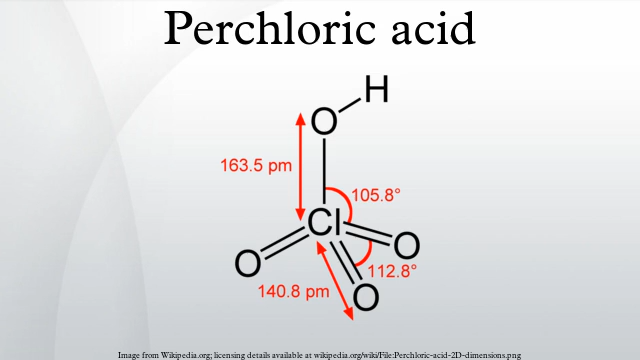 Perchloric acid
H
O
163.5 pm
105.8°
Cl
O
O
112.8°
140.8 pm
O
Image from Wikipedia.org; licensing details available at wikipedia.org/wiki/File:Perchloric-acid-2D-dimensions.png